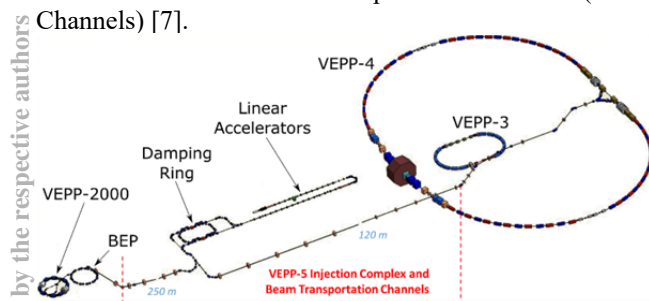 Channels) [7].
by the respective authors
VEPP-4
VEPP-3
Linear
Accelerators
Damping
Ring
VEPP-2000
BEP
250 m
120 m
VEPP-5 Injection Complex and
Beam Transportation Channels